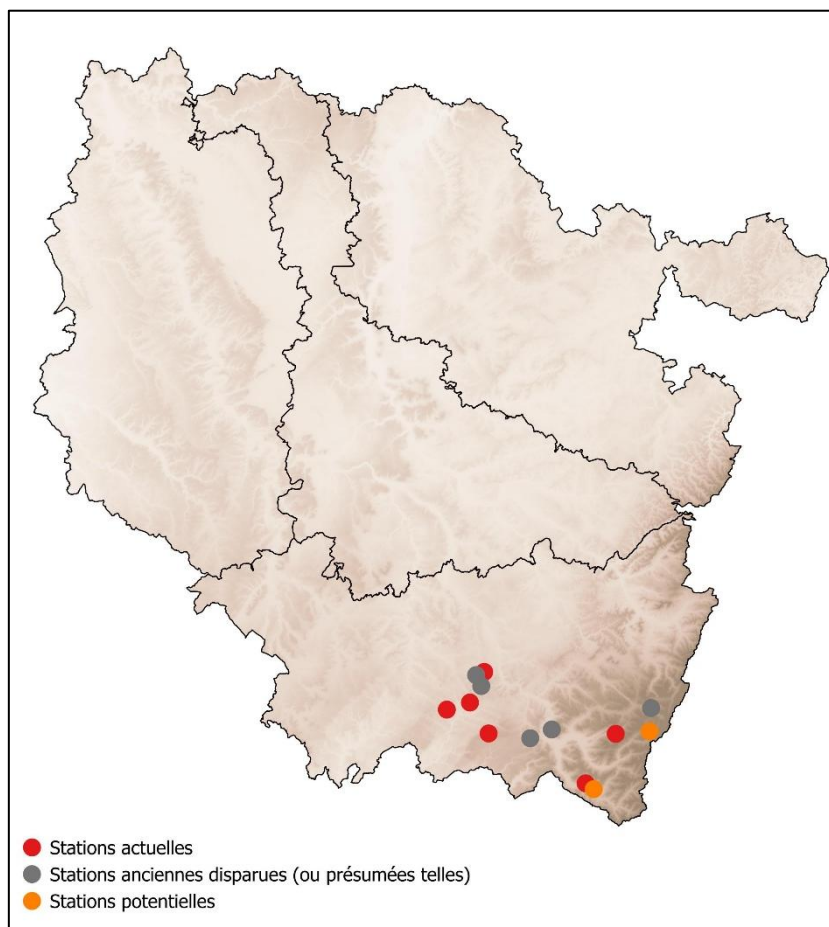 Stations actuelles
Stations anciennes disparues (ou présumées telles)
Stations potentielles